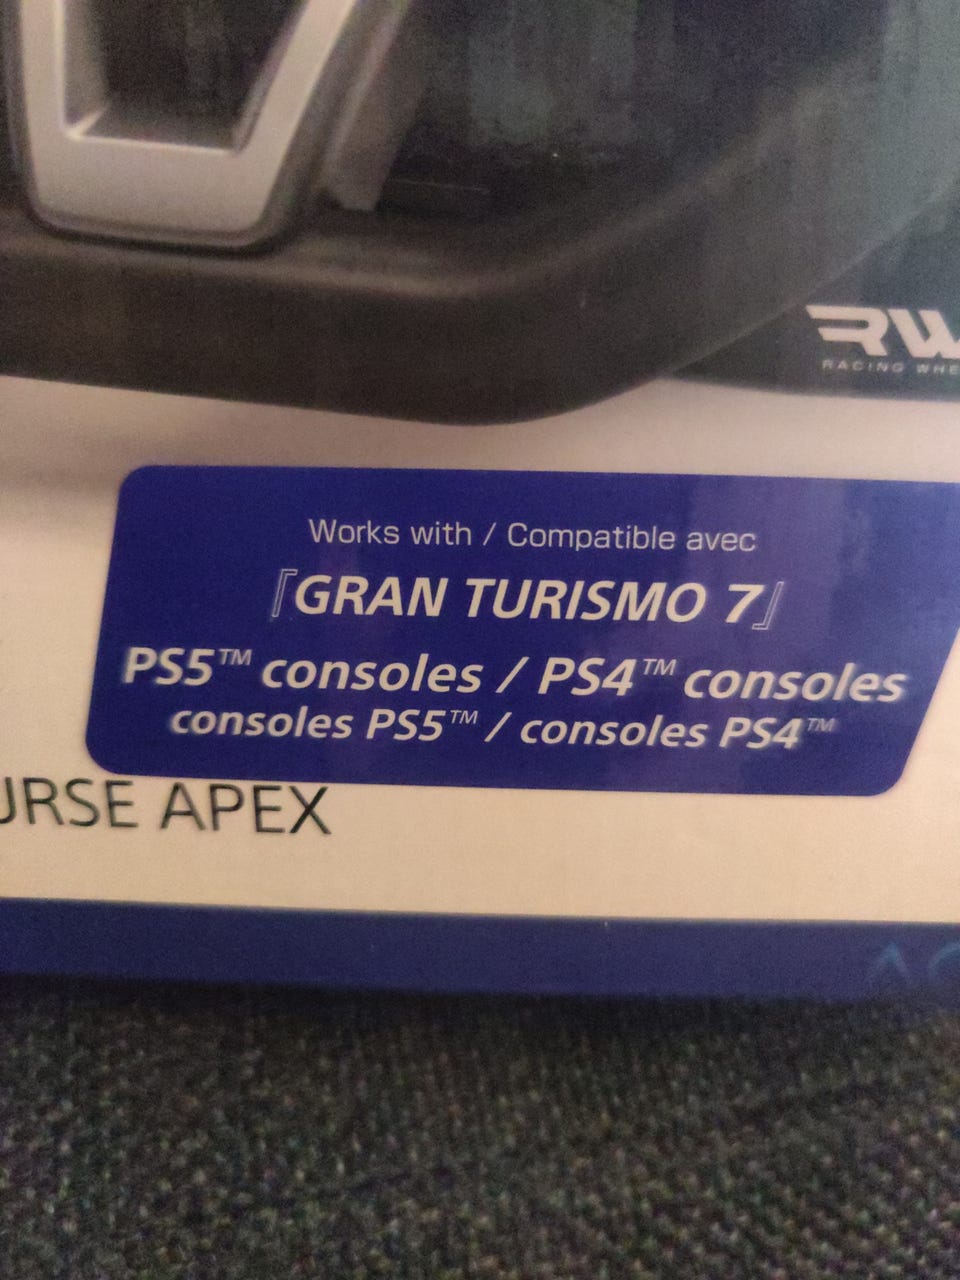 RW
RACING WHE
Works with / Compatible avec
『GRAN TURISMO 7』
PS5™ consoles / PS4™ consoles
consoles PS5™ / consoles PS4™
URSE APEX